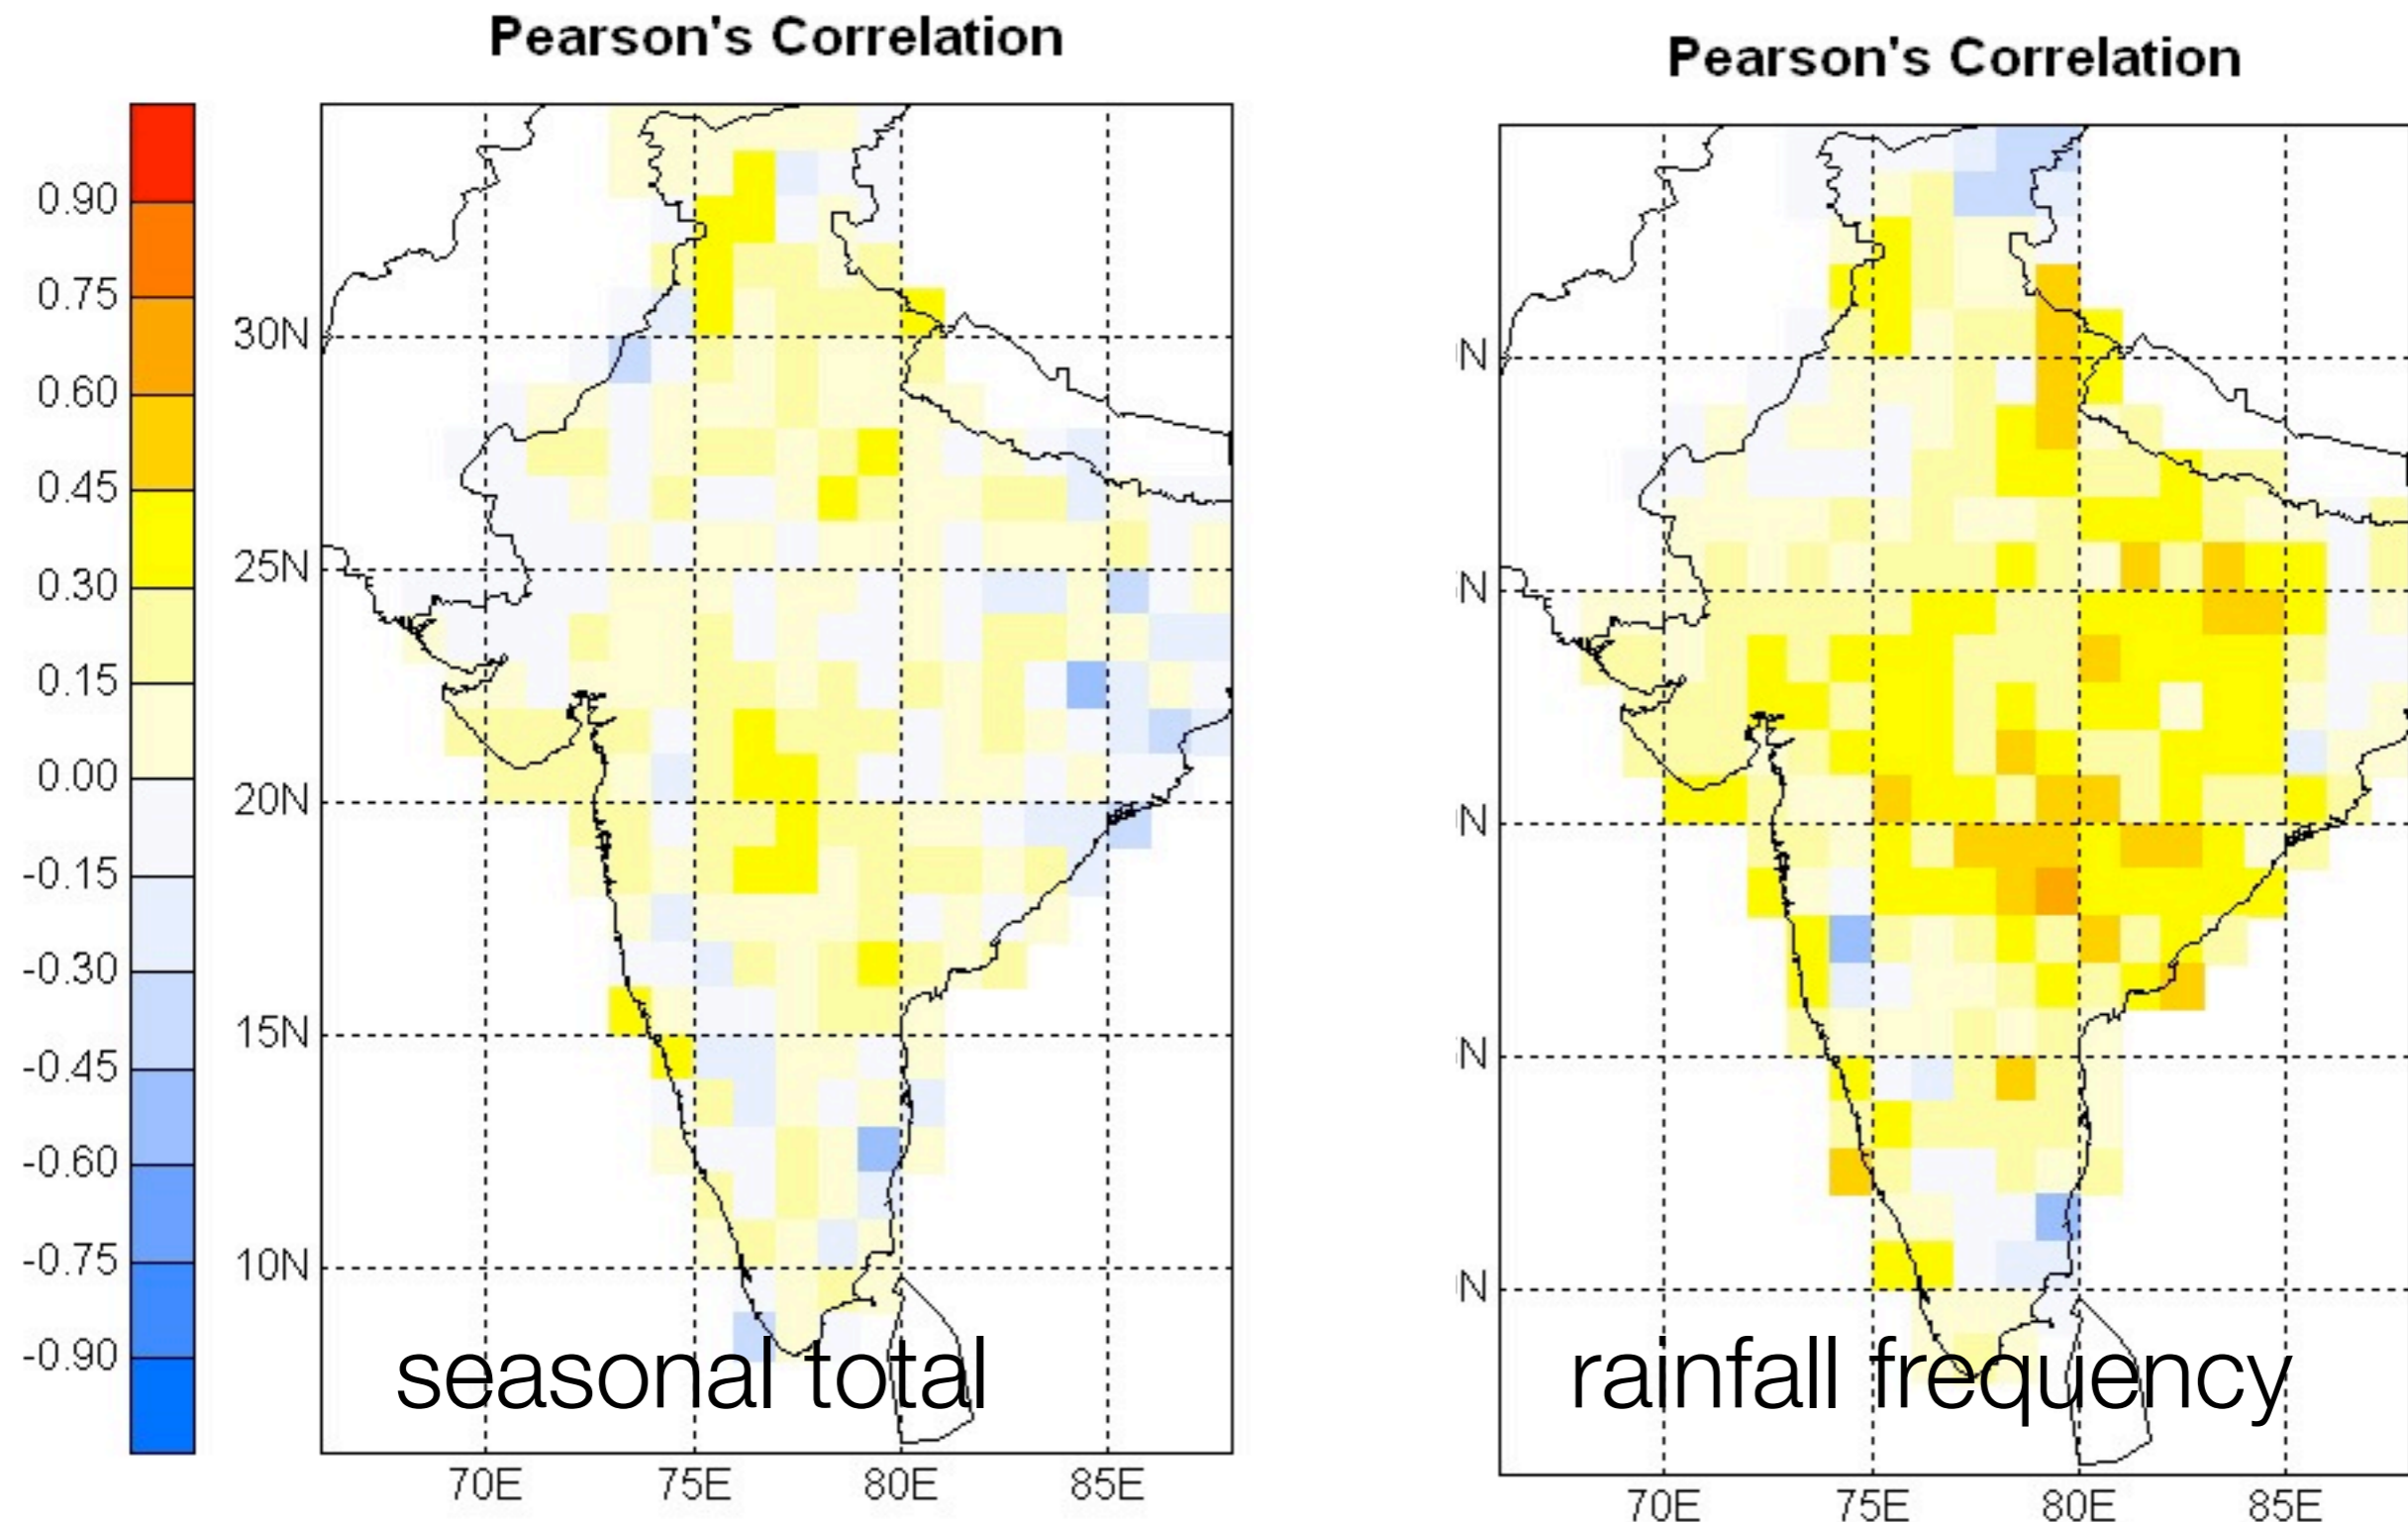 Pearson's Correlation
0.90
0.75
0.60
0.45
0.30
0.15
0.00
-0.15
-0.30
-0.45
-0.60
-0.75
-0.90
30N
25N
20N
15N
10N
seasonal total
70E 75E 80E 85E
Pearson's Correlation
N
N
N
N
N
rainfall frequency
70E 75E 80E 85E